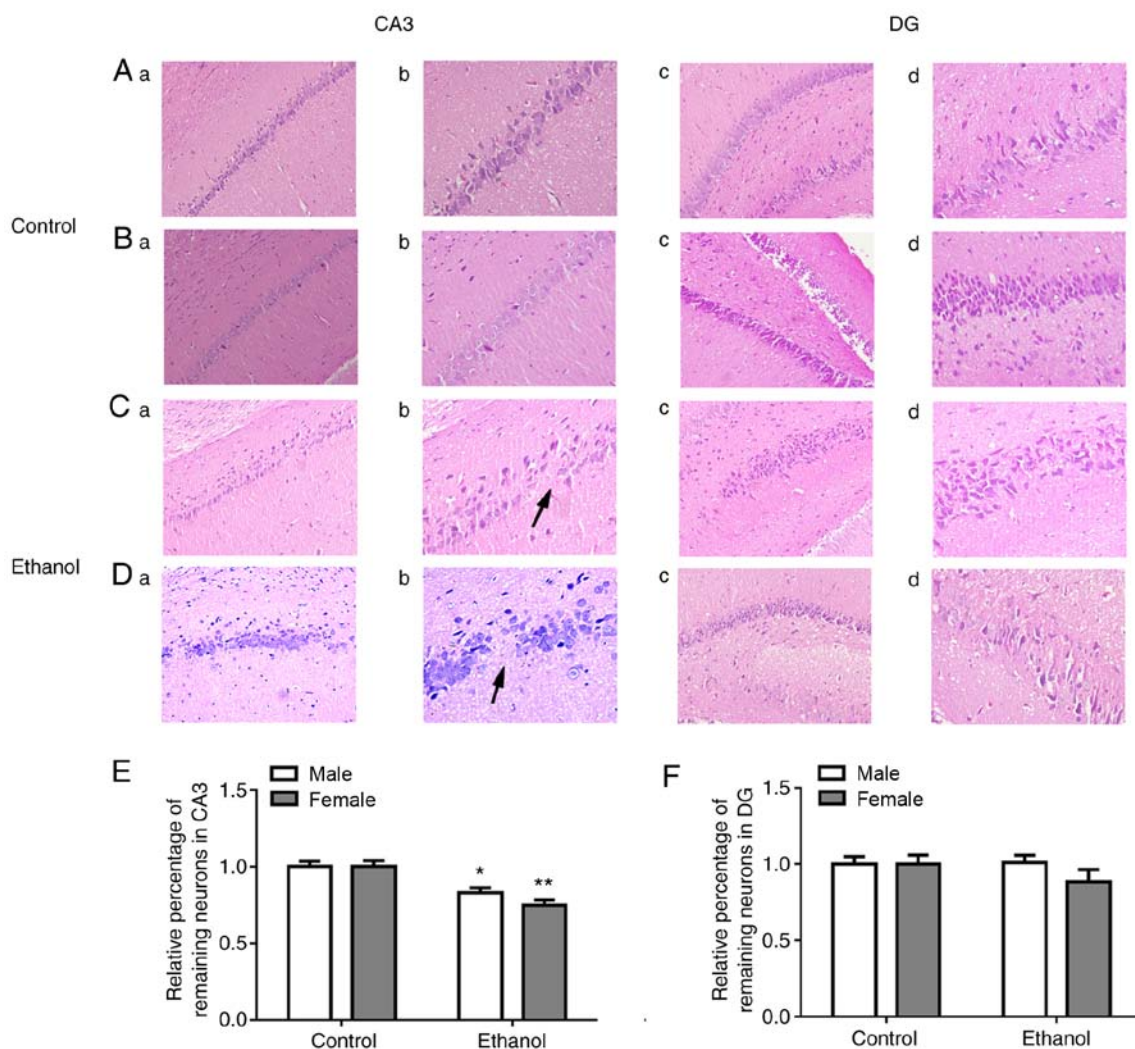 CA3 DG
A a b c d
Control
B a b c d
C a b c d
Ethanol
D a b c d
E
Male
Female
Relative percentage of
remaining neurons in CA3
1.5
1.0
0.5
0.0
*
**
Control Ethanol
F
Male
Female
Relative percentage of
remaining neurons in DG
1.5
1.0
0.5
0.0
Control Ethanol